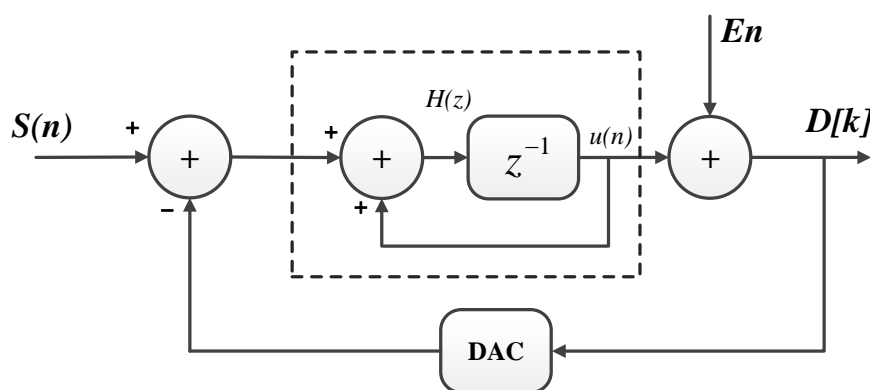 En
H(z)
S(n)
D[k]
+
+
u(n)
+
+
z⁻¹
+
+
−
DAC